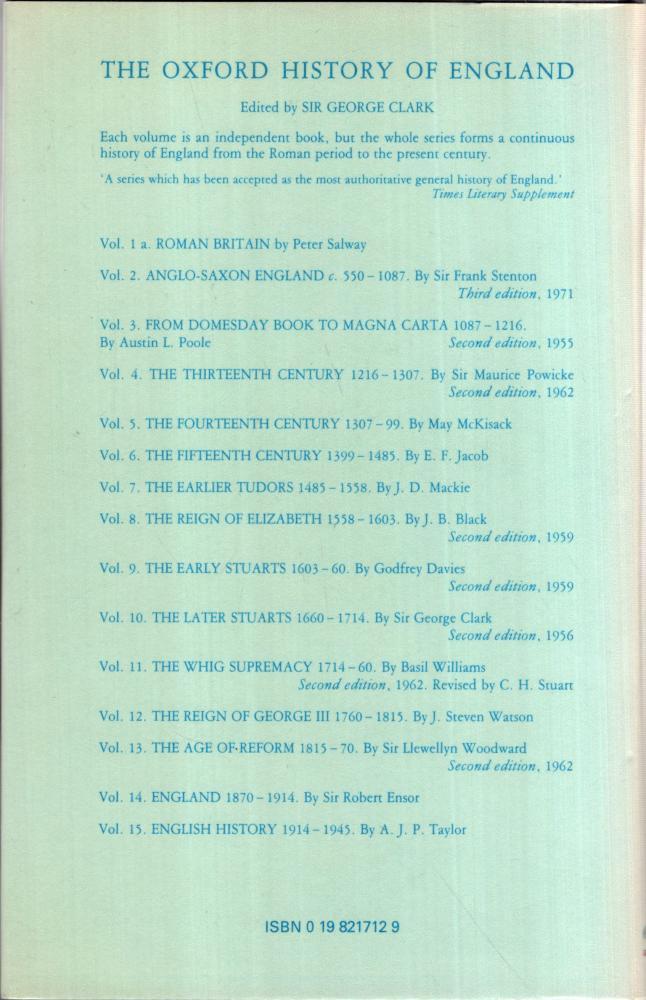 THE OXFORD HISTORY OF ENGLAND
Edited by SIR GEORGE CLARK
Each volume is an independent book, but the whole series forms a continuous
history of England from the Roman period to the present century.
'A series which has been accepted as the most authoritative general history of England.'
Times Literary Supplement
Vol. 1 a. ROMAN BRITAIN by Peter Salway
Vol. 2. ANGLO-SAXON ENGLAND c. 550–1087. By Sir Frank Stenton
Third edition, 1971
Vol. 3. FROM DOMESDAY BOOK TO MAGNA CARTA 1087–1216.
By Austin L. Poole Second edition, 1955
Vol. 4. THE THIRTEENTH CENTURY 1216–1307. By Sir Maurice Powicke
Second edition, 1962
Vol. 5. THE FOURTEENTH CENTURY 1307–99. By May McKisack
Vol. 6. THE FIFTEENTH CENTURY 1399–1485. By E. F. Jacob
Vol. 7. THE EARLIER TUDORS 1485–1558. By J. D. Mackie
Vol. 8. THE REIGN OF ELIZABETH 1558–1603. By J. B. Black
Second edition, 1959
Vol. 9. THE EARLY STUARTS 1603–60. By Godfrey Davies
Second edition, 1959
Vol. 10. THE LATER STUARTS 1660–1714. By Sir George Clark
Second edition, 1956
Vol. 11. THE WHIG SUPREMACY 1714–60. By Basil Williams
Second edition, 1962. Revised by C. H. Stuart
Vol. 12. THE REIGN OF GEORGE III 1760–1815. By J. Steven Watson
Vol. 13. THE AGE OF REFORM 1815–70. By Sir Llewellyn Woodward
Second edition, 1962
Vol. 14. ENGLAND 1870–1914. By Sir Robert Ensor
Vol. 15. ENGLISH HISTORY 1914–1945. By A. J. P. Taylor
ISBN 0 19 821712 9